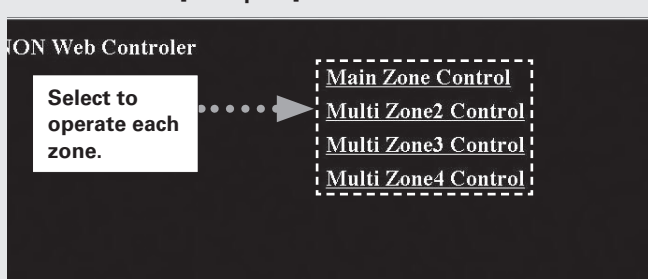 Web Controler
Main Zone Control
Select to
operate each
zone.
Multi Zone2 Control
Multi Zone3 Control
Multi Zone4 Control